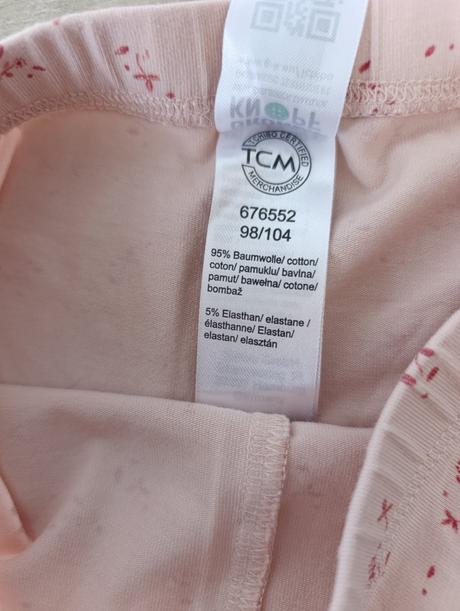 KNOPF
TCHIBO CERTIFIED
TCM
MERCHANDISE
676552
98/104
95% Baumwolle/ cotton/
coton/ pamuklu/ bavlna/
pamut/ bawełna/ cotone/
bombaž
5% Elasthan/ elastane /
élasthanne/ Elastan/
elastan/ elasztán/